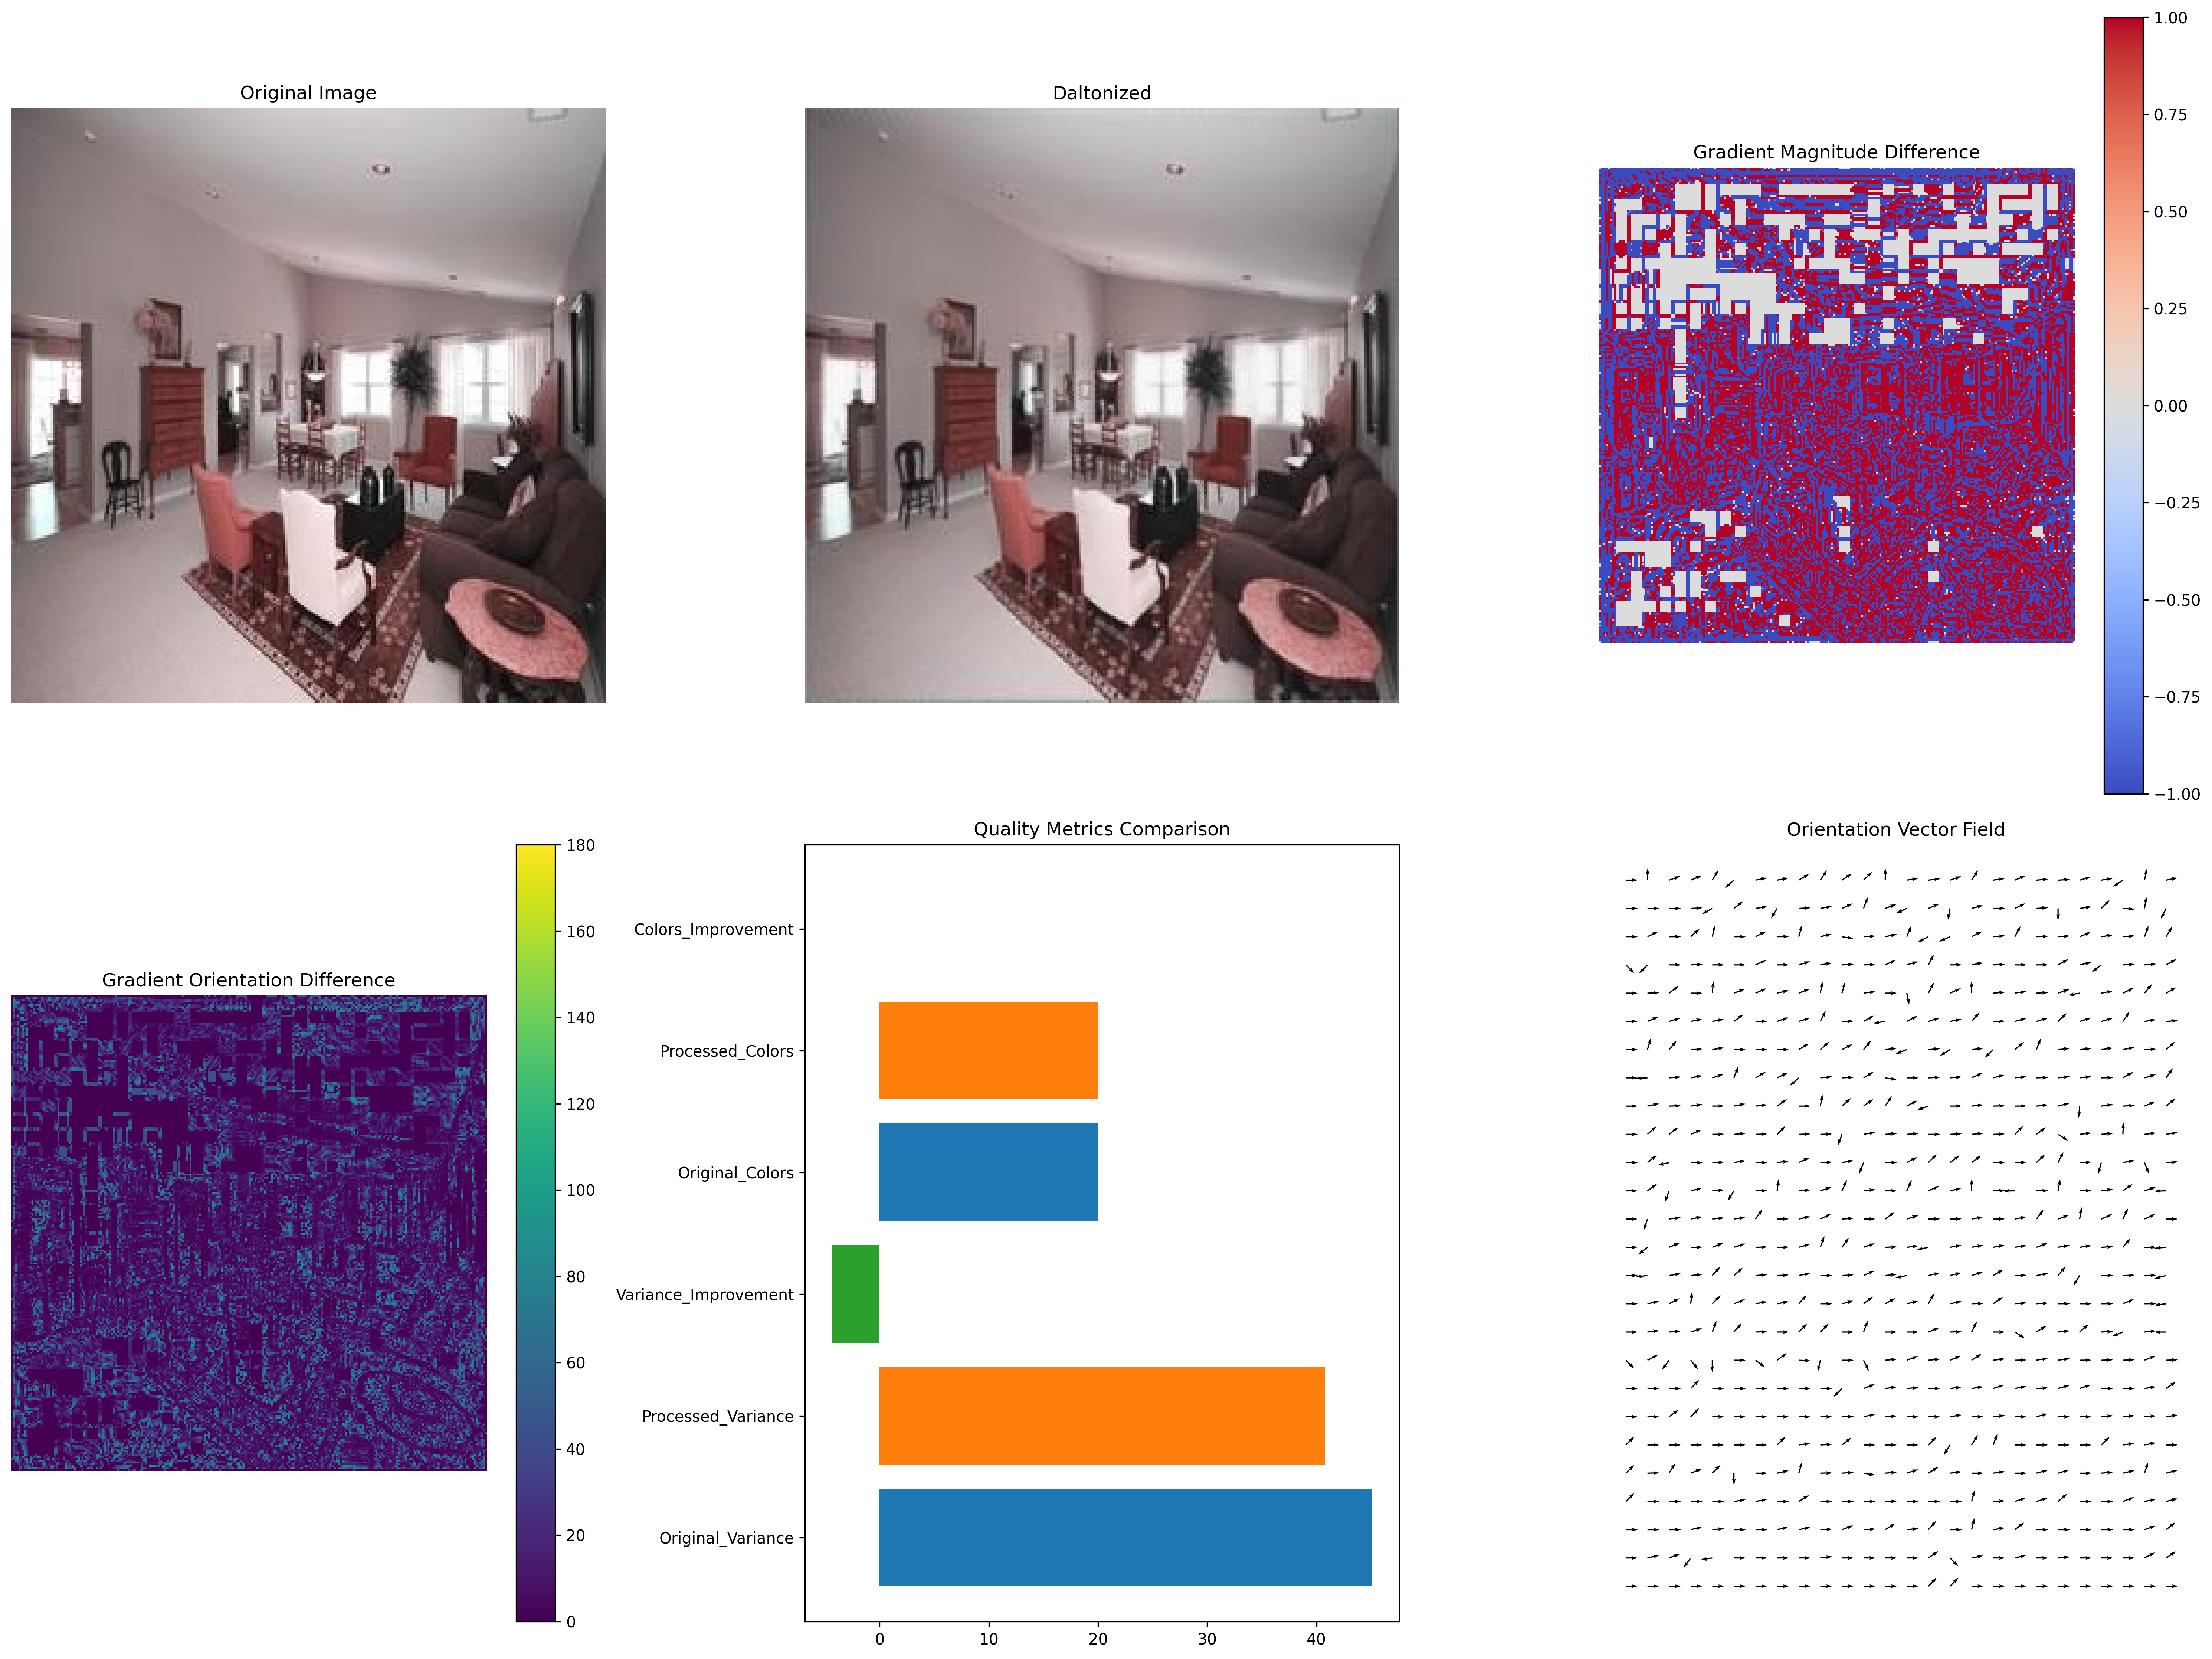 Original Image
Daltonized
Gradient Magnitude Difference
1.00
0.75
0.50
0.25
0.00
−0.25
−0.50
−0.75
−1.00
Gradient Orientation Difference
180
160
140
120
100
80
60
40
20
0
Quality Metrics Comparison
Colors_Improvement
Processed_Colors
Original_Colors
Variance_Improvement
Processed_Variance
Original_Variance
0 10 20 30 40
Orientation Vector Field